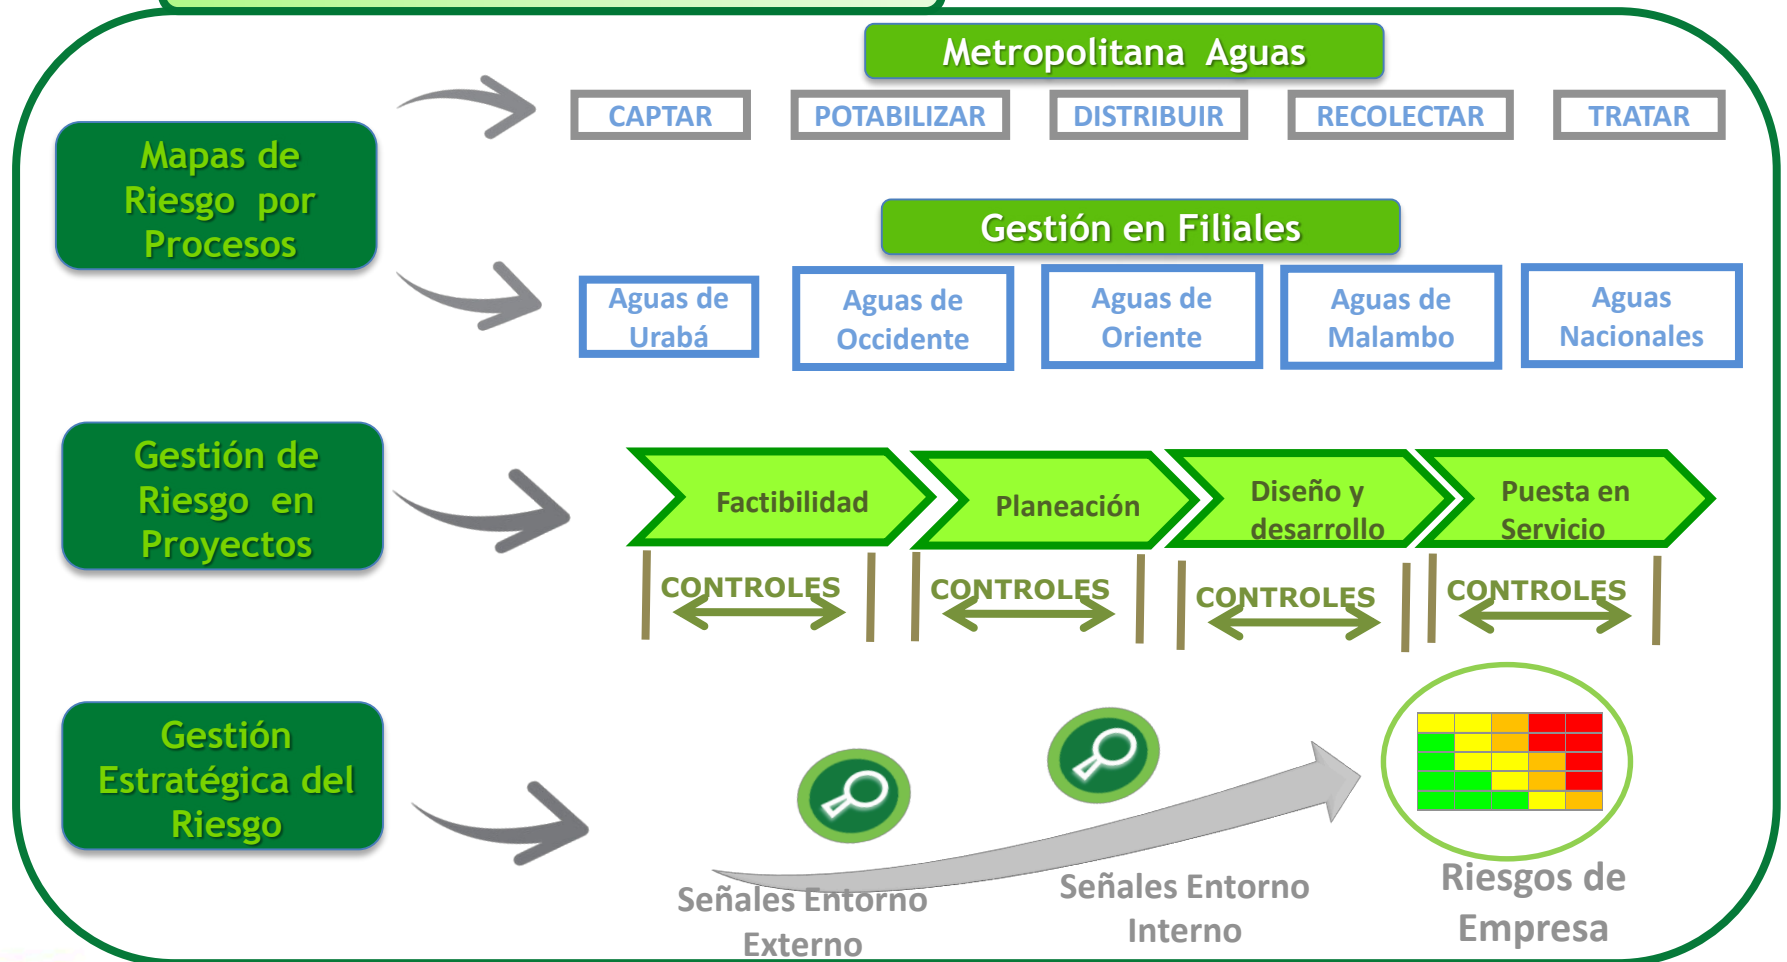 Metropolitana Aguas
CAPTAR
POTABILIZAR
DISTRIBUIR
RECOLECTAR
TRATAR
Mapas de
Riesgo por
Procesos
Gestión en Filiales
Aguas de
Urabá
Aguas de
Occidente
Aguas de
Oriente
Aguas de
Malambo
Aguas
Nacionales
Gestión de
Riesgo en
Proyectos
Factibilidad
Planeación
Diseño y
desarrollo
Puesta en
Servicio
CONTROLES
CONTROLES
CONTROLES
CONTROLES
Gestión
Estratégica del
Riesgo
Señales Entorno
Externo
Señales Entorno
Interno
Riesgos de
Empresa